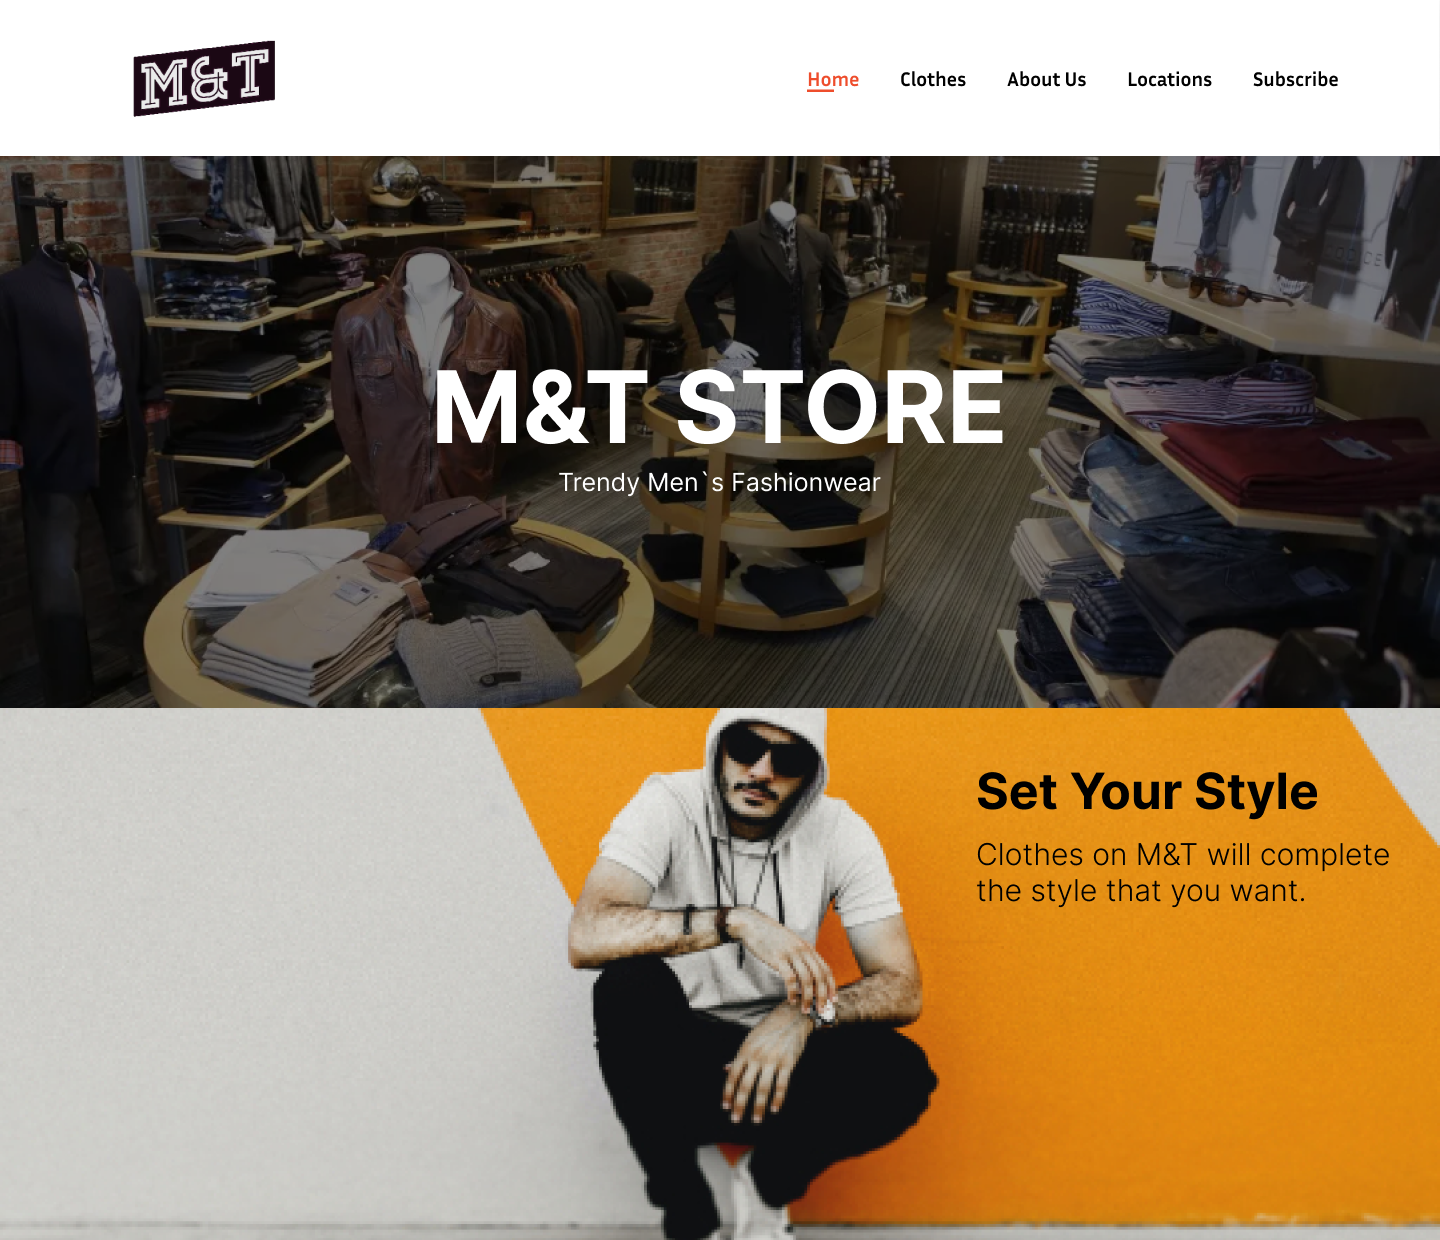 M&T
Home Clothes About Us Locations Subscribe
M&T STORE
Trendy Men`s Fashionwear
Set Your Style
Clothes on M&T will complete
the style that you want.